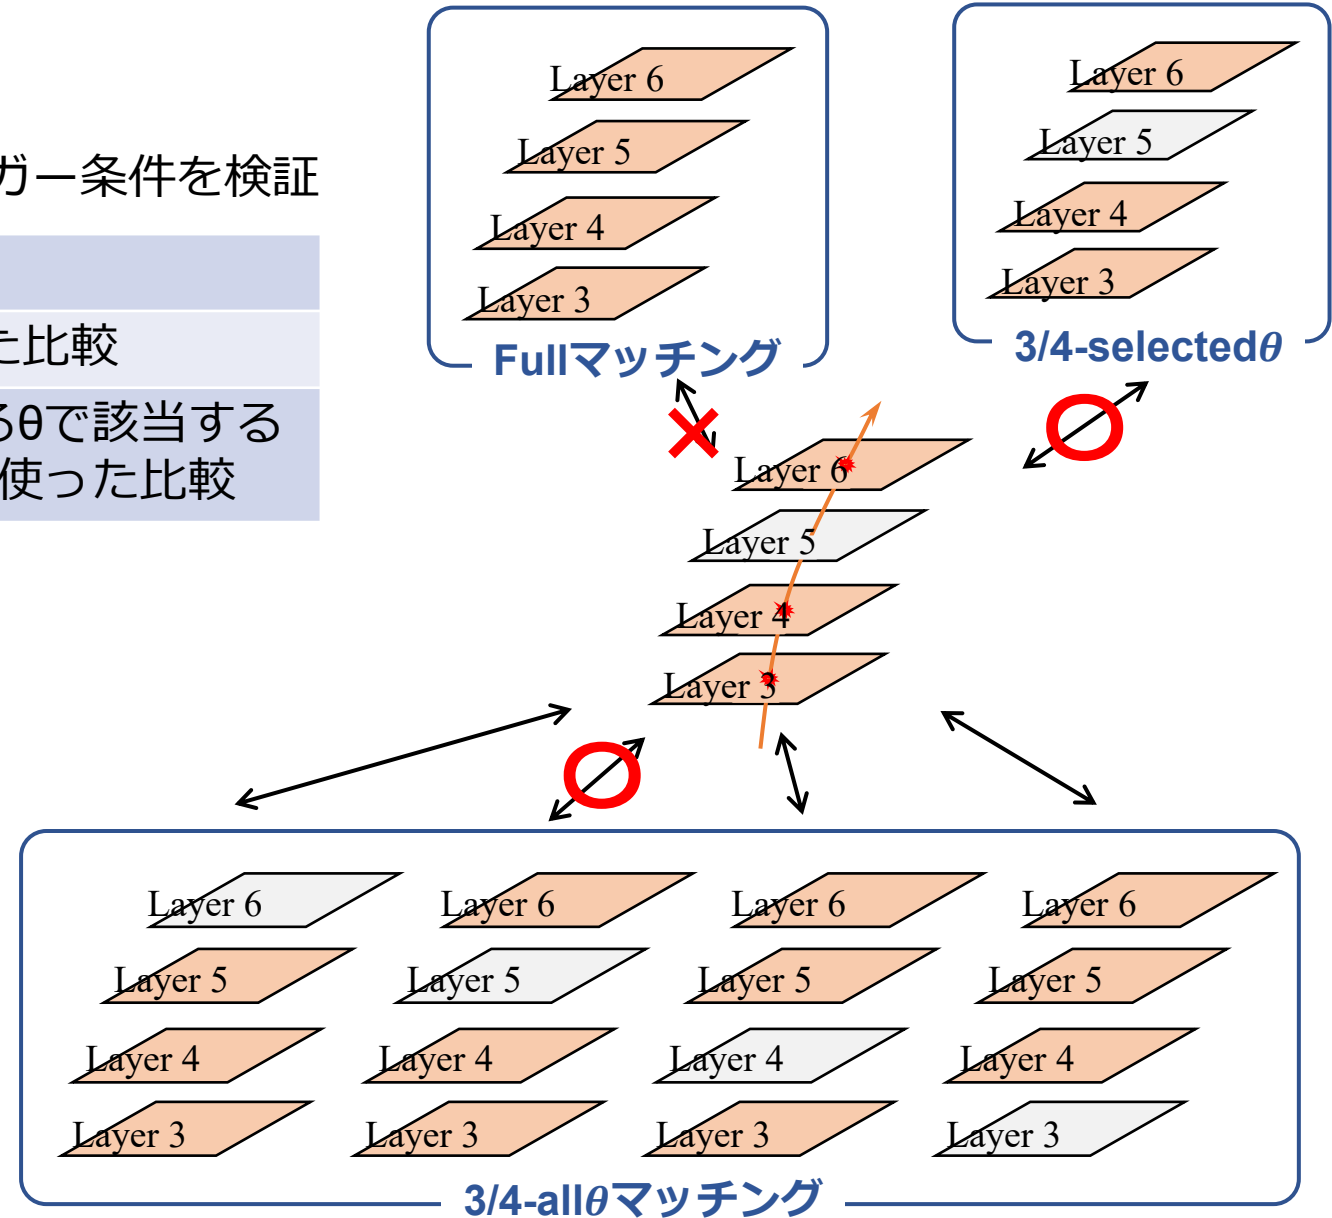 Layer 6
Layer 5
Layer 4
Layer 3
Fullマッチング
Layer 6
Layer 5
Layer 4
Layer 3
3/4-selectedθ
ガー条件を検証
た比較
るθで該当する
使った比較
Layer 6
Layer 5
Layer 4
Layer 3
Layer 6
Layer 5
Layer 4
Layer 3
Layer 6
Layer 5
Layer 4
Layer 3
Layer 6
Layer 5
Layer 4
Layer 3
Layer 6
Layer 5
Layer 4
Layer 3
3/4-allθマッチング